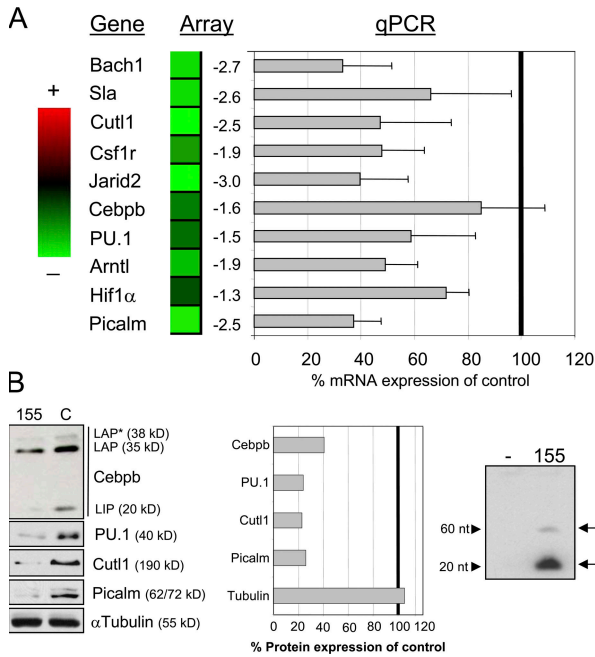 A
Gene Array qPCR
+
–
Bach1 -2.7
Sla -2.6
Cutl1 -2.5
Csf1r -1.9
Jarid2 -3.0
Cebpb -1.6
PU.1 -1.5
Arntl -1.9
Hif1α -1.3
Picalm -2.5
0 20 40 60 80 100 120
% mRNA expression of control
B
155 C
LAP* (38 kD)
LAP (35 kD)
Cebpb
LIP (20 kD)
PU.1 (40 kD)
Cutl1 (190 kD)
Picalm (62/72 kD)
αTubulin (55 kD)
Cebpb
PU.1
Cutl1
Picalm
Tubulin
0 20 40 60 80 100 120
% Protein expression of control
- 155
60 nt
20 nt